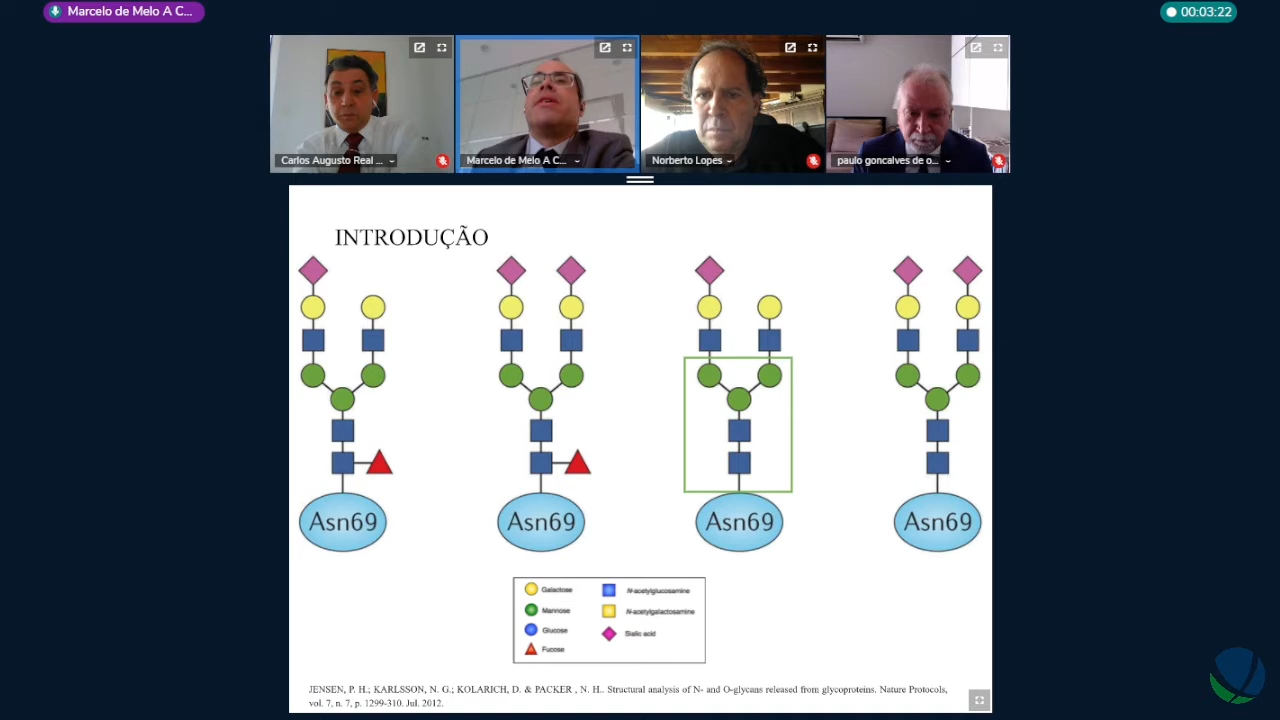 Marcelo de Melo A C...
00:03:22
Carlos Augusto Real ...
Marcelo de Melo A C...
Norberto Lopes
paulo goncalves de o...
INTRODUÇÃO
Asn69 Asn69 Asn69 Asn69
Galactose N-acetylglucosamine
Mannose N-acetylgalactosamine
Glucose Sialic acid
Fucose
JENSEN, P. H.; KARLSSON, N. G.; KOLARICH, D. & PACKER , N. H.. Structural analysis of N- and O-glycans released from glycoproteins. Nature Protocols,
vol. 7, n. 7, p. 1299-310. Jul. 2012.